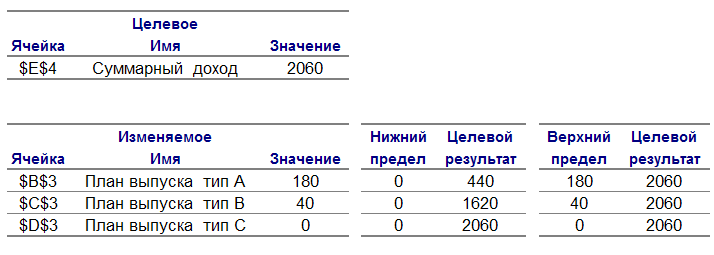 Целевое
Ячейка Имя Значение
$E$4 Суммарный доход 2060
Изменяемое Нижний Целевой Верхний Целевой
Ячейка Имя Значение предел результат предел результат
$B$3 План выпуска тип A 180 0 440 180 2060
$C$3 План выпуска тип B 40 0 1620 40 2060
$D$3 План выпуска тип C 0 0 2060 0 2060